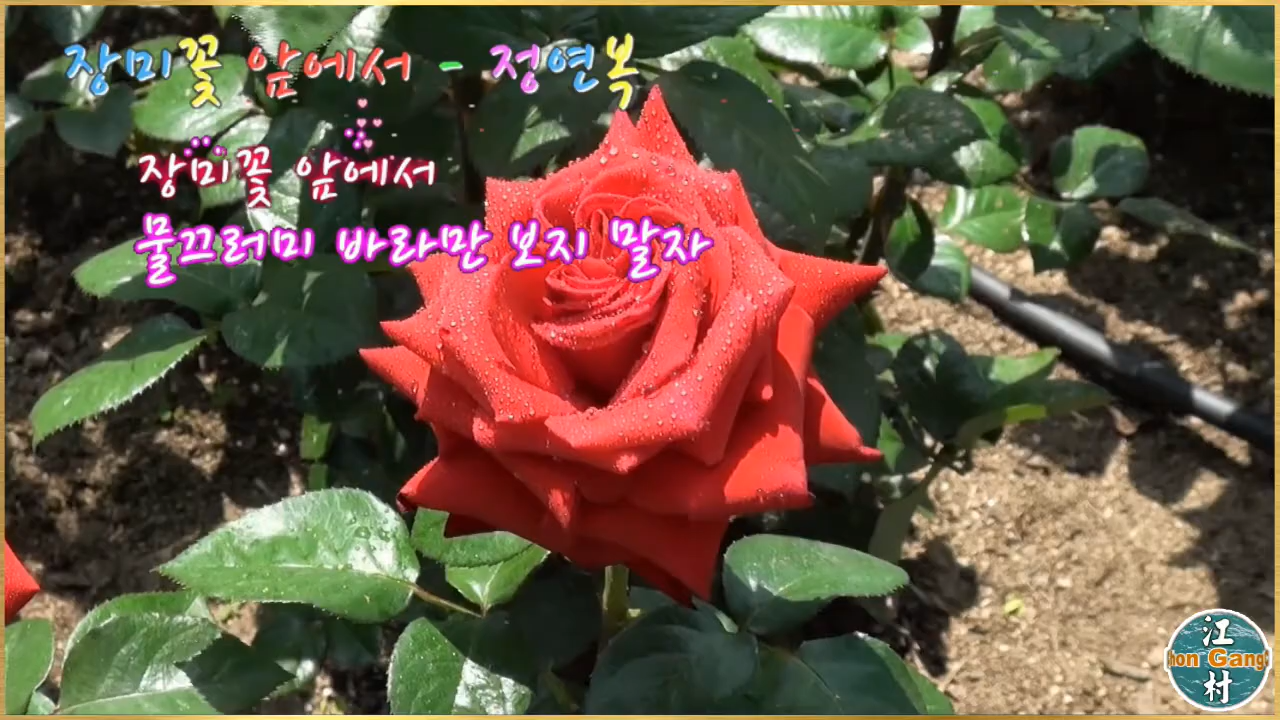 장미꽃 앞에서 - 정연복
장미꽃 앞에서
물끄러미 바라만 보지 말자
江
hon Gang
村